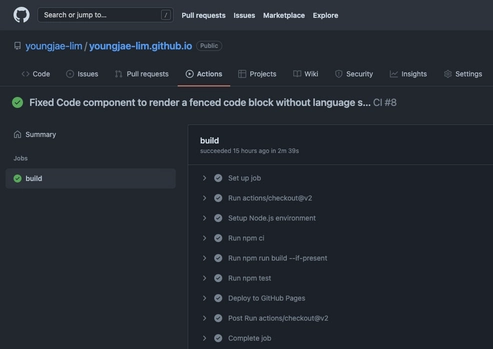 Search or jump to... /
Pull requests Issues Marketplace Explore
youngjae-lim / youngjae-lim.github.io Public
Code Issues Pull requests Actions Projects Wiki Security Insights Settings
Fixed Code component to render a fenced code block without language s... CI #8
Summary
Jobs
build
build
succeeded 15 hours ago in 2m 39s
Set up job
Run actions/checkout@v2
Setup Node.js environment
Run npm ci
Run npm run build --if-present
Run npm test
Deploy to GitHub Pages
Post Run actions/checkout@v2
Complete job